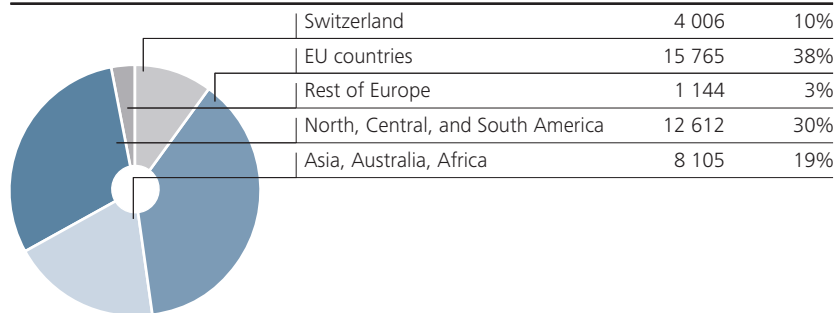 Switzerland 4 006 10%
EU countries 15 765 38%
Rest of Europe 1 144 3%
North, Central, and South America 12 612 30%
Asia, Australia, Africa 8 105 19%